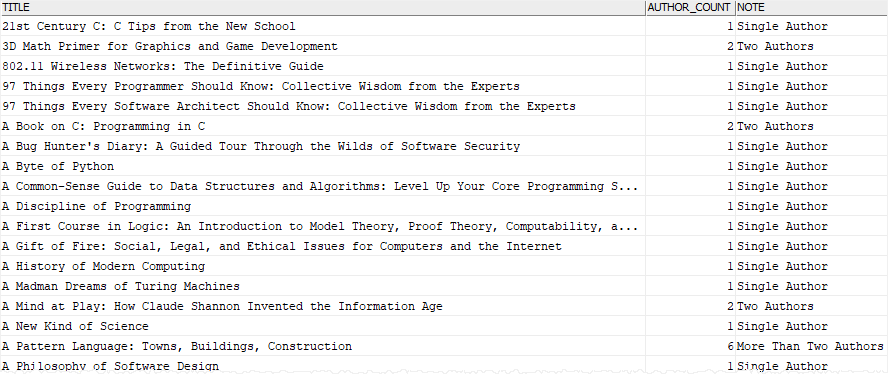 TITLE AUTHOR_COUNT NOTE
21st Century C: C Tips from the New School 1 Single Author
3D Math Primer for Graphics and Game Development 2 Two Authors
802.11 Wireless Networks: The Definitive Guide 1 Single Author
97 Things Every Programmer Should Know: Collective Wisdom from the Experts 1 Single Author
97 Things Every Software Architect Should Know: Collective Wisdom from the Experts 1 Single Author
A Book on C: Programming in C 2 Two Authors
A Bug Hunter's Diary: A Guided Tour Through the Wilds of Software Security 1 Single Author
A Byte of Python 1 Single Author
A Common-Sense Guide to Data Structures and Algorithms: Level Up Your Core Programming S... 1 Single Author
A Discipline of Programming 1 Single Author
A First Course in Logic: An Introduction to Model Theory, Proof Theory, Computability, a... 1 Single Author
A Gift of Fire: Social, Legal, and Ethical Issues for Computers and the Internet 1 Single Author
A History of Modern Computing 1 Single Author
A Madman Dreams of Turing Machines 1 Single Author
A Mind at Play: How Claude Shannon Invented the Information Age 2 Two Authors
A New Kind of Science 1 Single Author
A Pattern Language: Towns, Buildings, Construction 6 More Than Two Authors
A Philosophy of Software Design 1 Single Author